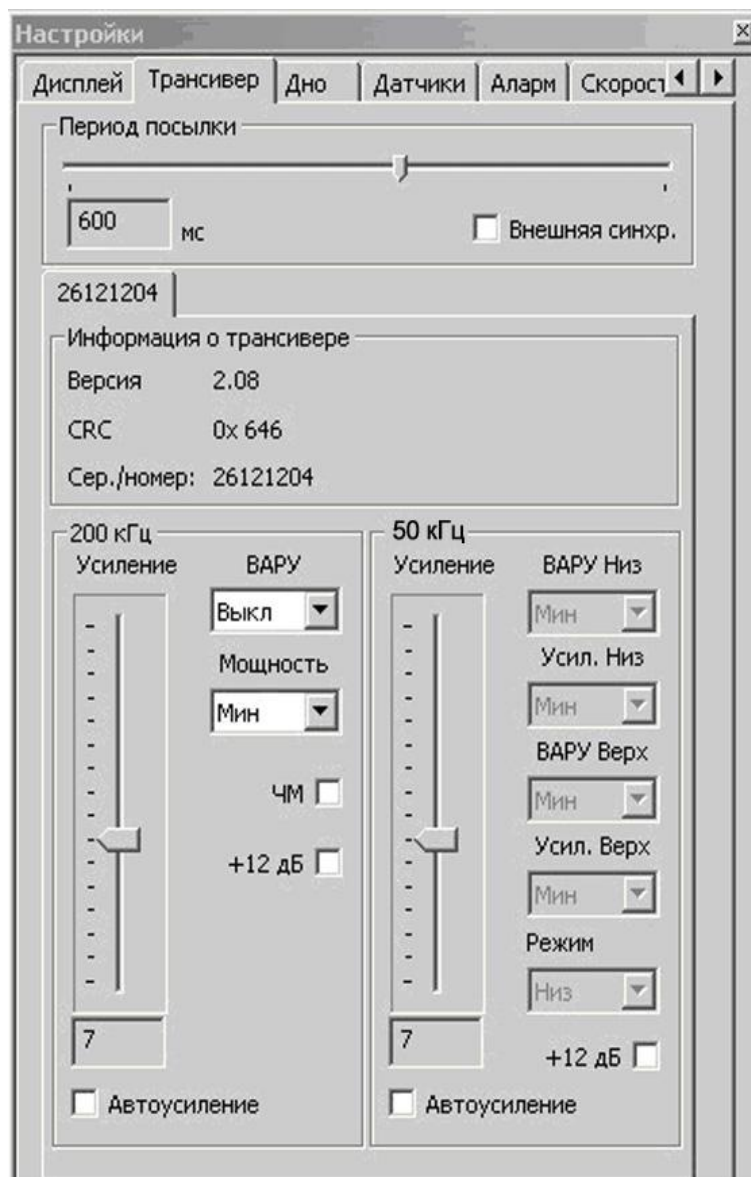 Настройки
Дисплей Трансивер Дно Датчики Аларм Скорост
Период посылки
600 мс Внешняя синхр.
26121204
Информация о трансивере
Версия 2.08
CRC 0x 646
Сер./номер: 26121204
200 кГц
Усиление ВАРУ
Выкл
Мощность
Мин
ЧМ
+12 дБ
7
Автоусиление
50 кГц
Усиление ВАРУ Низ
Мин
Усил. Низ
Мин
ВАРУ Верх
Мин
Усил. Верх
Мин
Режим
Низ
+12 дБ
7
Автоусиление